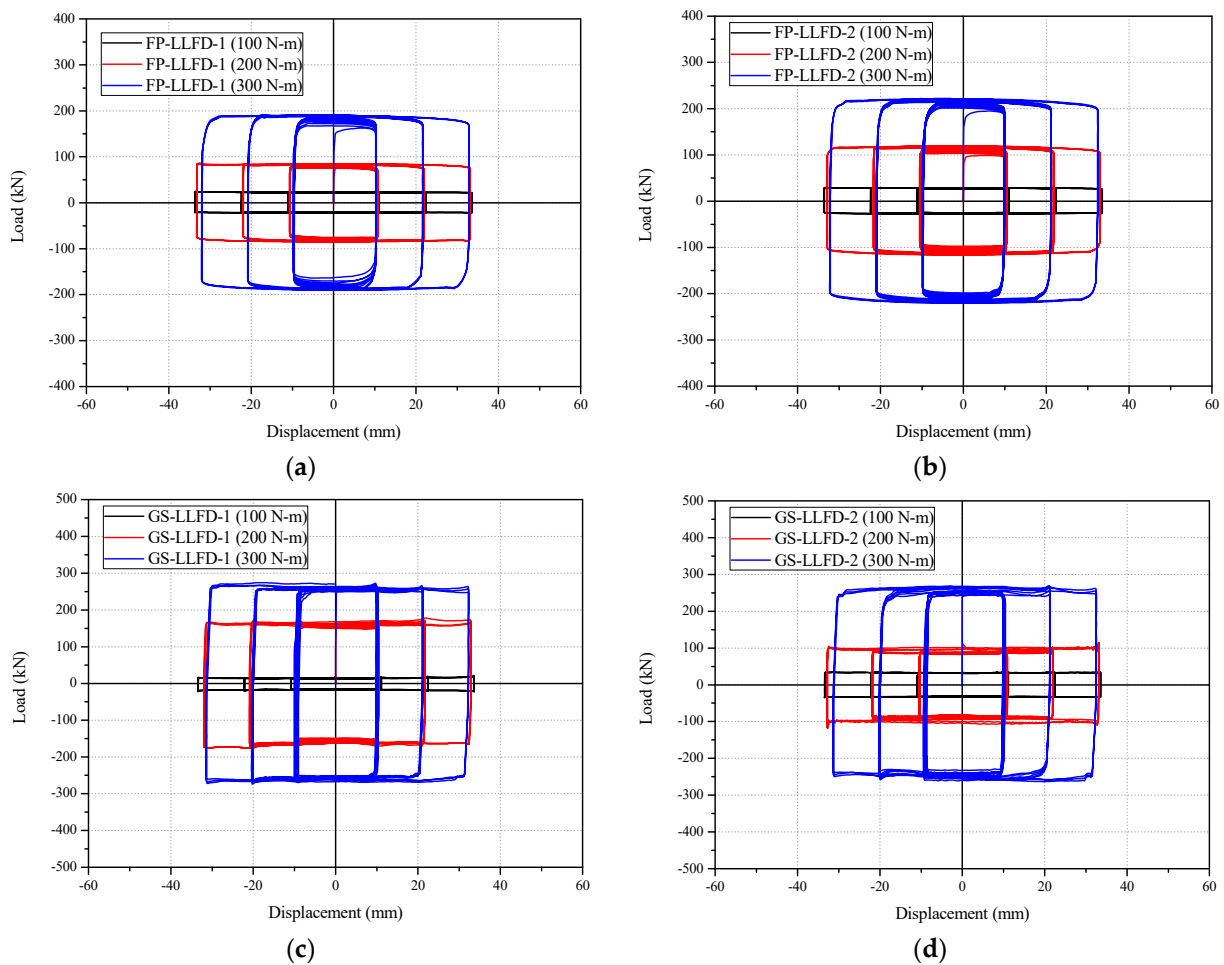 400
300
200
100
0
-100
-200
-300
-400
-60
-40
-20
0
20
40
60
Load (kN)
Displacement (mm)
FP-LLFD-1 (100 N-m)
FP-LLFD-1 (200 N-m)
FP-LLFD-1 (300 N-m)
(a)
400
300
200
100
0
-100
-200
-300
-400
-60
-40
-20
0
20
40
60
Load (kN)
Displacement (mm)
FP-LLFD-2 (100 N-m)
FP-LLFD-2 (200 N-m)
FP-LLFD-2 (300 N-m)
(b)
500
400
300
200
100
0
-100
-200
-300
-400
-500
-60
-40
-20
0
20
40
60
Load (kN)
Displacement (mm)
GS-LLFD-1 (100 N-m)
GS-LLFD-1 (200 N-m)
GS-LLFD-1 (300 N-m)
(c)
500
400
300
200
100
0
-100
-200
-300
-400
-500
-60
-40
-20
0
20
40
60
Load (kN)
Displacement (mm)
GS-LLFD-2 (100 N-m)
GS-LLFD-2 (200 N-m)
GS-LLFD-2 (300 N-m)
(d)